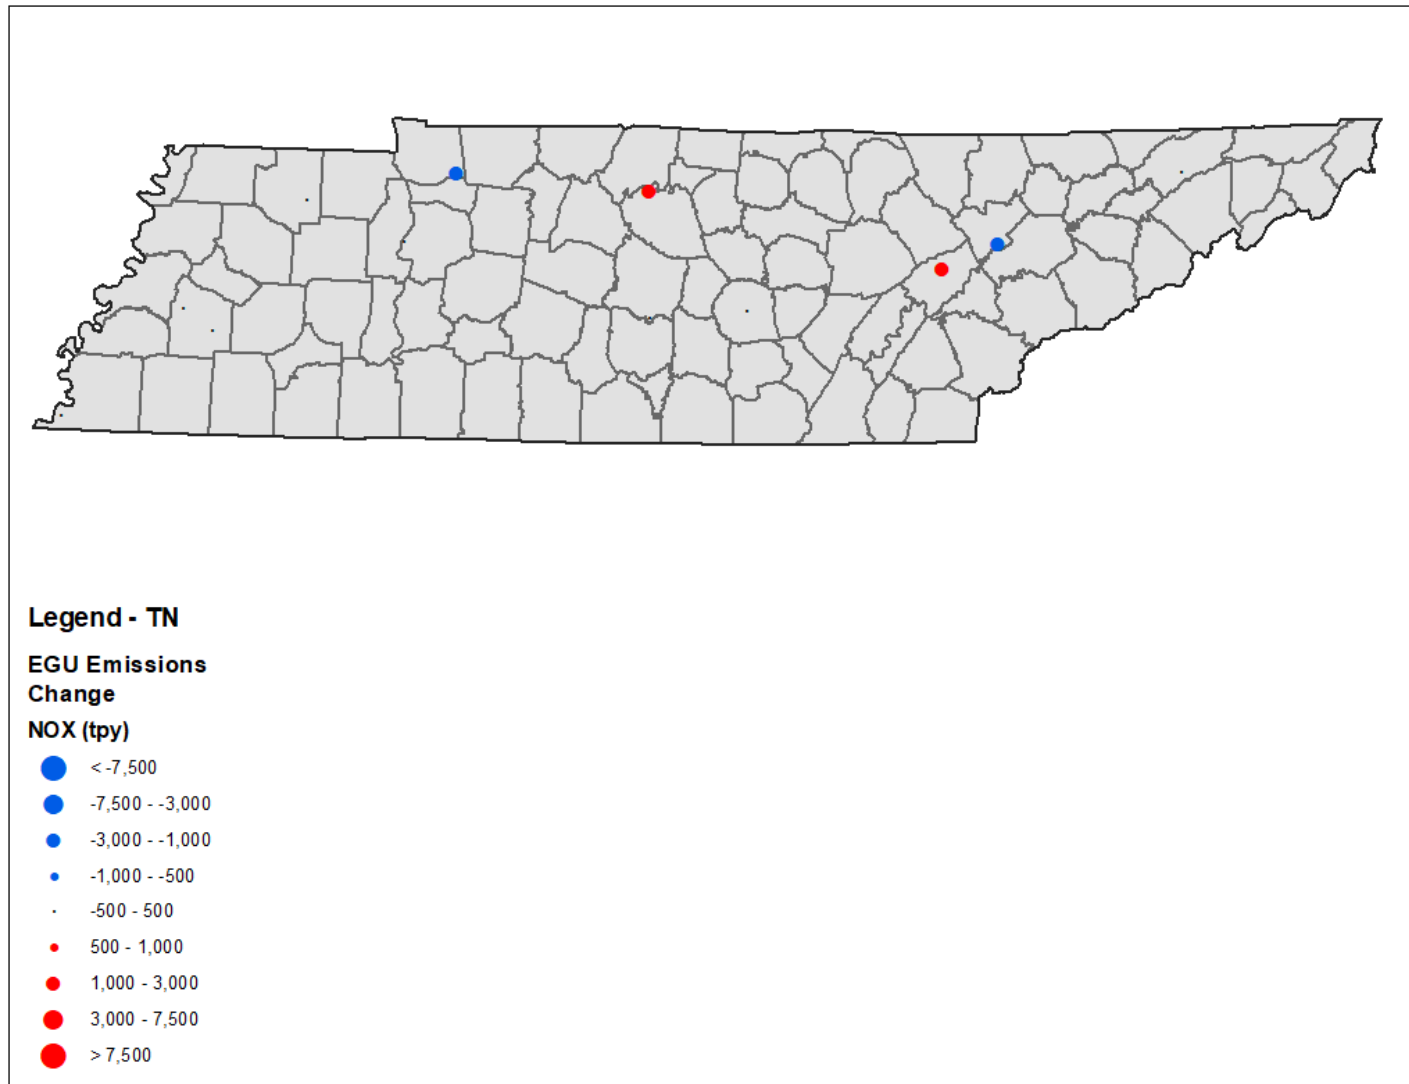 Legend - TN
EGU Emissions
Change
NOX (tpy)
< -7,500
-7,500 - -3,000
-3,000 - -1,000
-1,000 - -500
-500 - 500
500 - 1,000
1,000 - 3,000
3,000 - 7,500
> 7,500